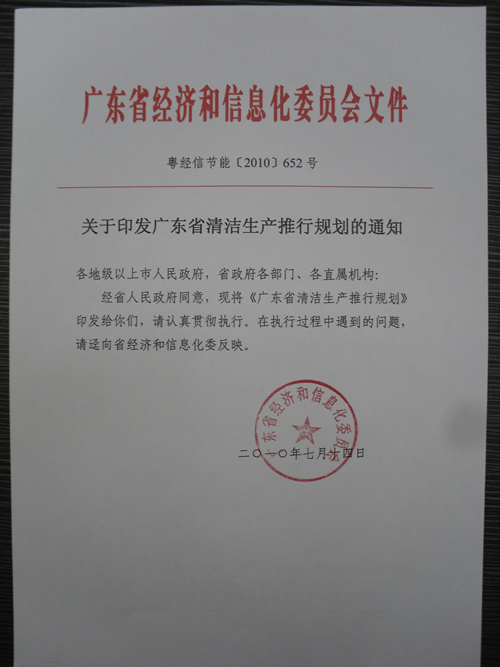 广东省经济和信息化委员会文件
粤经信节能〔2010〕652 号
关于印发广东省清洁生产推行规划的通知
各地级以上市人民政府，省政府各部门、各直属机构：
经省人民政府同意，现将《广东省清洁生产推行规划》
印发给你们，请认真贯彻执行。在执行过程中遇到的问题，
请迳向省经济和信息化委反映。
广东省经济和信息化委员会
二〇一〇年七月十四日